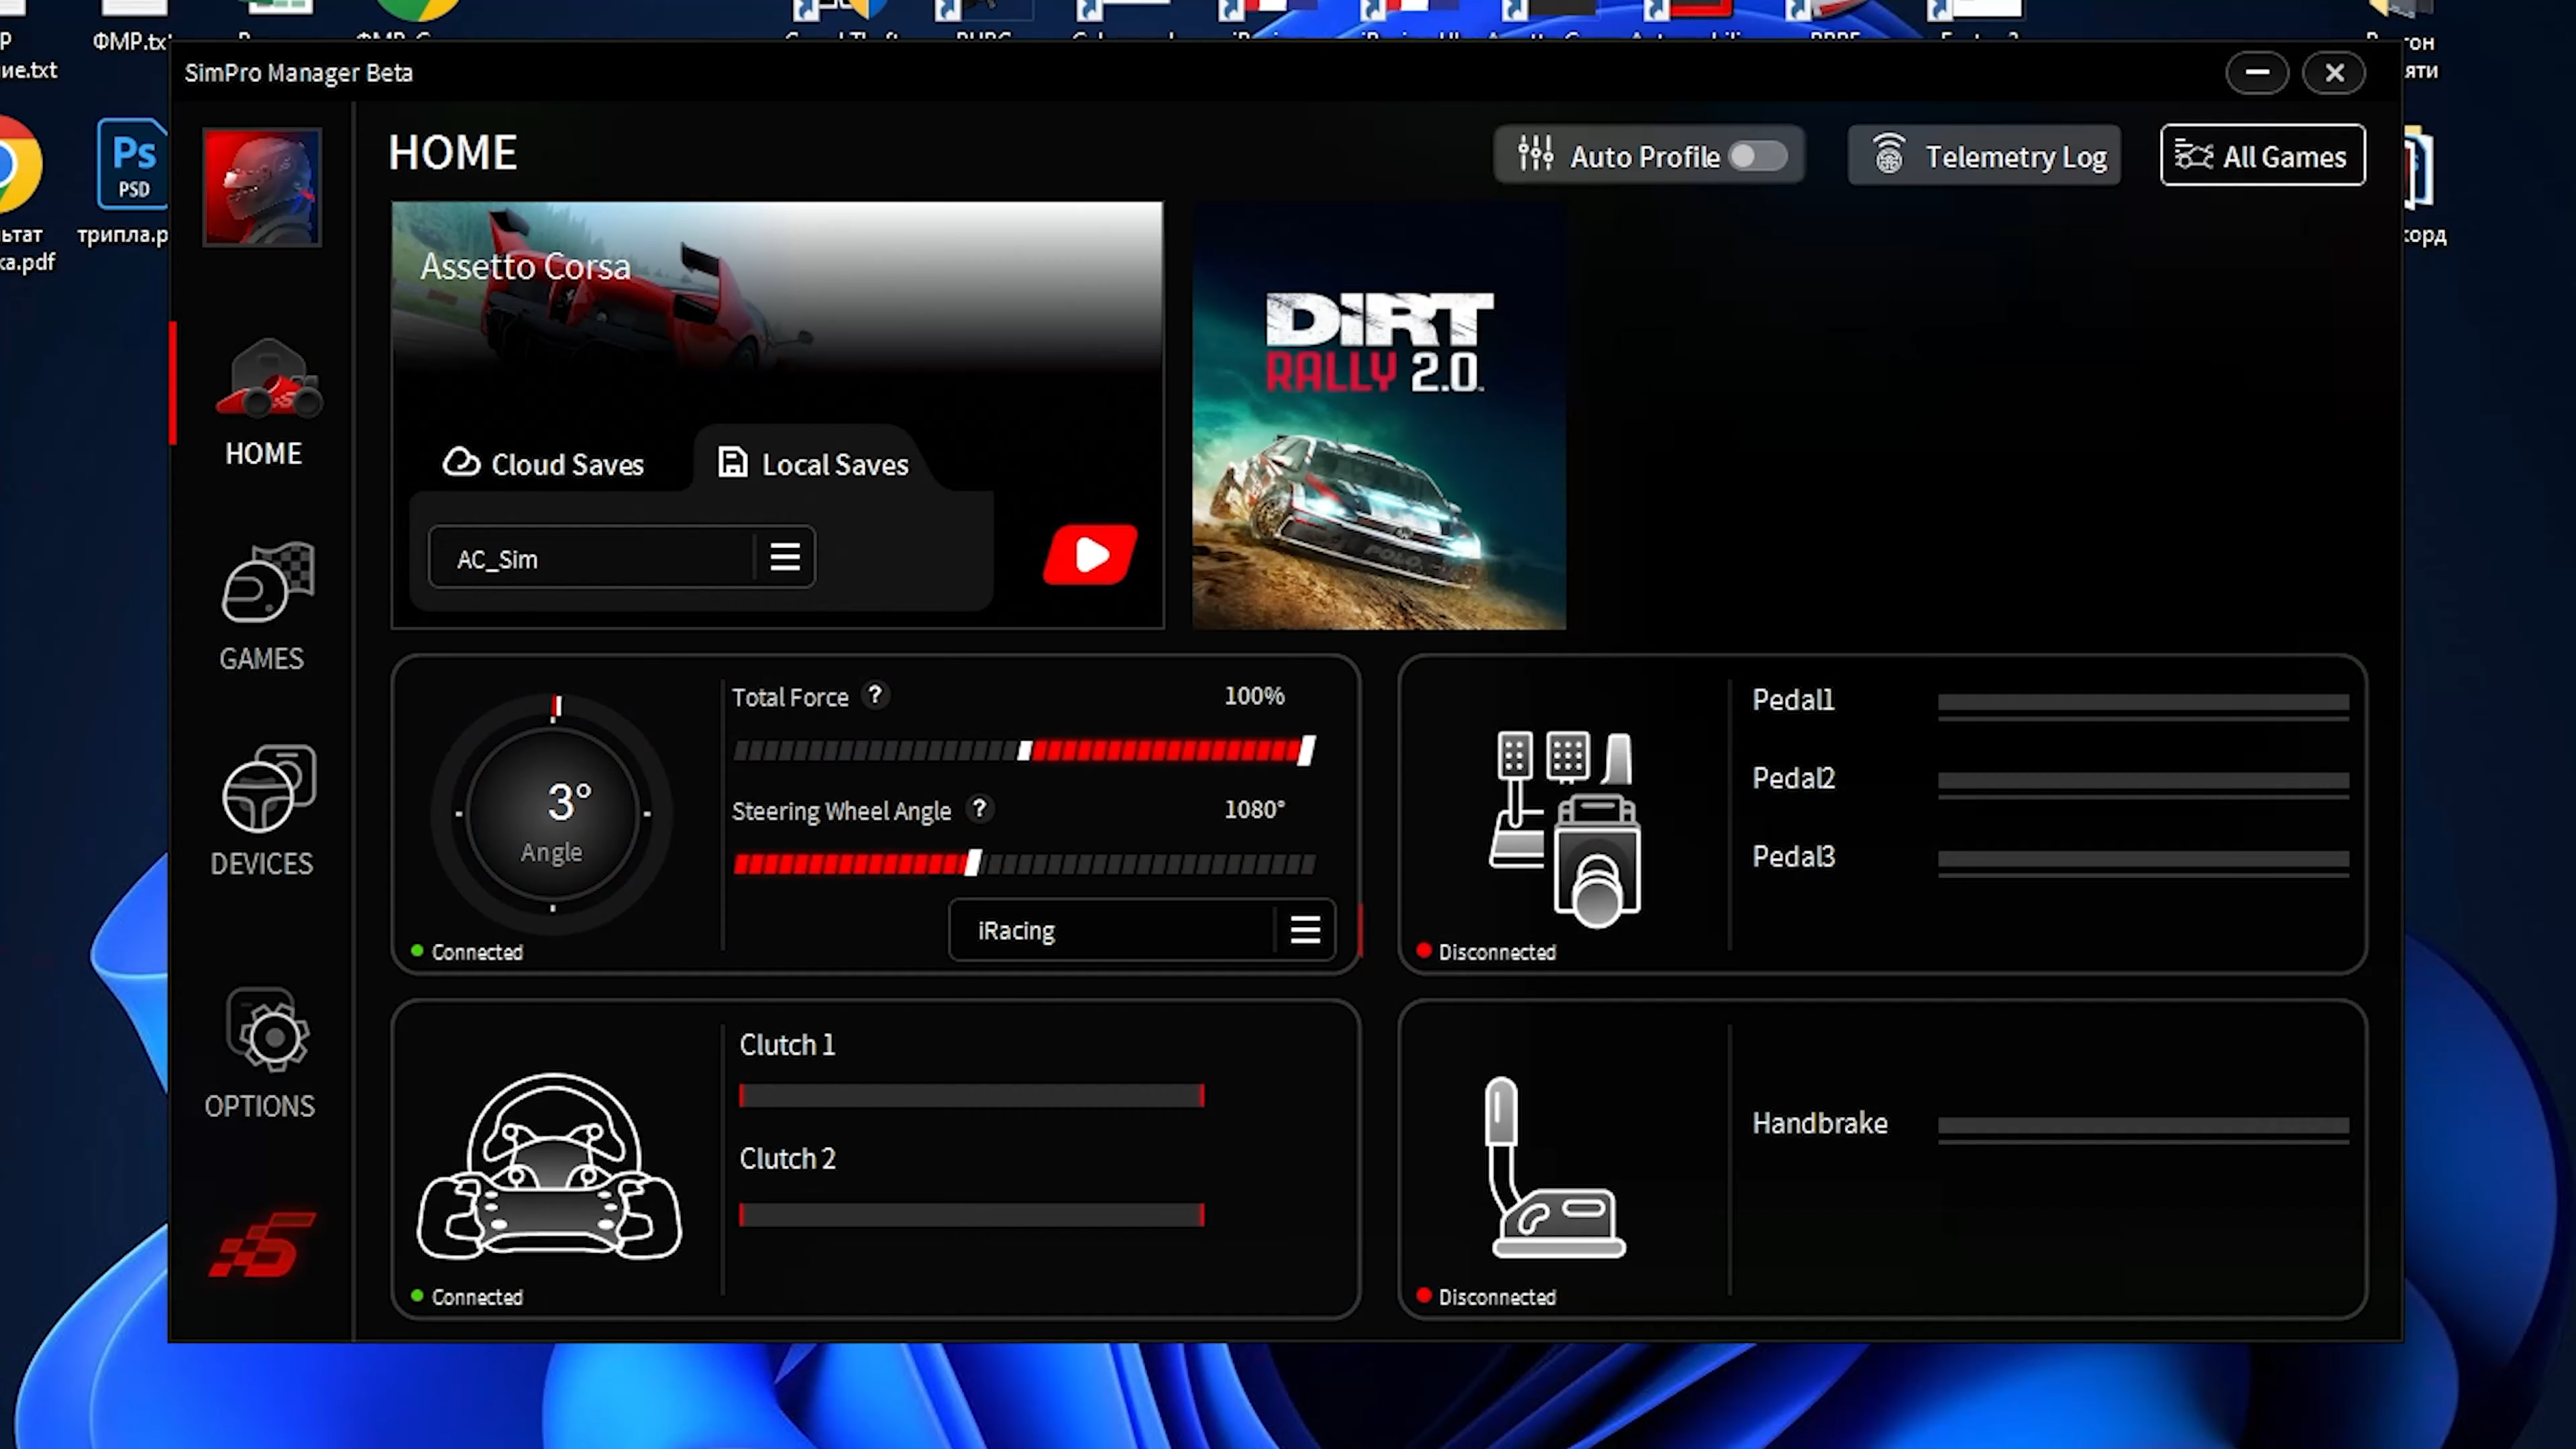 ФМР.tx
ие.txt
SimPro Manager Beta
Ps
PSD
трипла.p
ьтат
ка.pdf
яти
орд
HOME
Auto Profile
Telemetry Log
All Games
Assetto Corsa
DiRT
RALLY 2.0
Cloud Saves
Local Saves
AC_Sim
POLO
HOME
GAMES
DEVICES
OPTIONS
Total Force ?
100%
Steering Wheel Angle ?
1080°
3°
Angle
iRacing
Connected
Pedal1
Pedal2
Pedal3
Disconnected
Clutch 1
Clutch 2
Connected
Handbrake
Disconnected